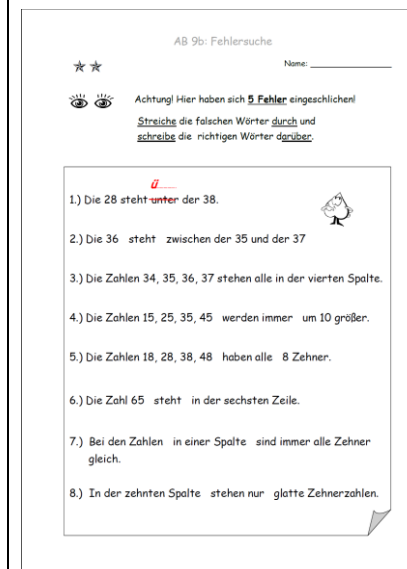 AB 9b: Fehlersuche
Name: ____________
Achtung! Hier haben sich 5 Fehler eingeschlichen!
Streiche die falschen Wörter durch und
schreibe die richtigen Wörter darüber.
ü......
1.) Die 28 steht unter der 38.
2.) Die 36 steht zwischen der 35 und der 37
3.) Die Zahlen 34, 35, 36, 37 stehen alle in der vierten Spalte.
4.) Die Zahlen 15, 25, 35, 45 werden immer um 10 größer.
5.) Die Zahlen 18, 28, 38, 48 haben alle 8 Zehner.
6.) Die Zahl 65 steht in der sechsten Zeile.
7.) Bei den Zahlen in einer Spalte sind immer alle Zehner
gleich.
8.) In der zehnten Spalte stehen nur glatte Zehnerzahlen.